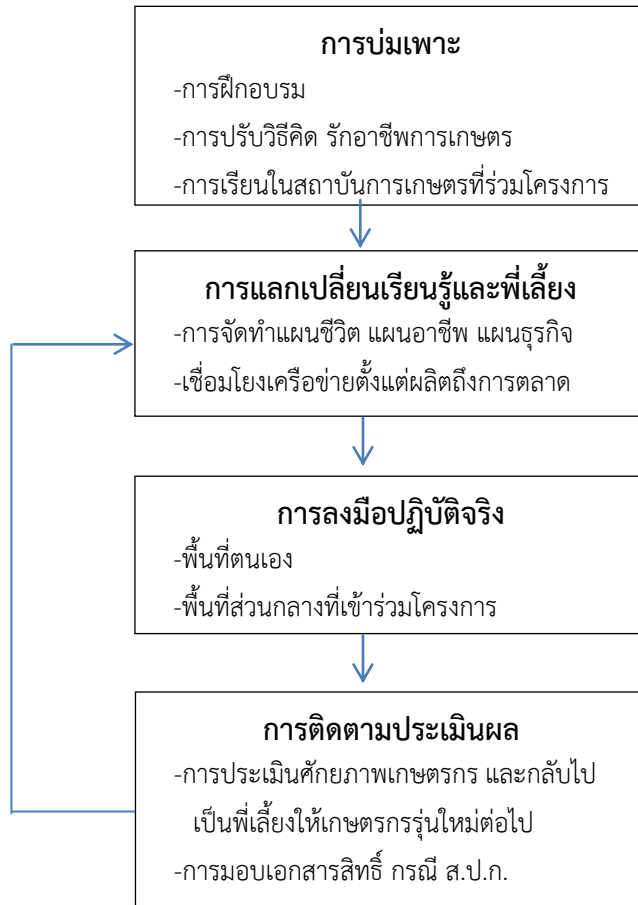 การบ่มเพาะ
-การฝึกอบรม
-การปรับวิธีคิด รักอาชีพการเกษตร
-การเรียนในสถาบันการเกษตรที่ร่วมโครงการ
การแลกเปลี่ยนเรียนรู้และพี่เลี้ยง
-การจัดทำแผนชีวิต แผนอาชีพ แผนธุรกิจ
-เชื่อมโยงเครือข่ายตั้งแต่ผลิตถึงการตลาด
การลงมือปฏิบัติจริง
-พื้นที่ตนเอง
-พื้นที่ส่วนกลางที่เข้าร่วมโครงการ
การติดตามประเมินผล
-การประเมินศักยภาพเกษตรกร และกลับไป
เป็นพี่เลี้ยงให้เกษตรกรรุ่นใหม่ต่อไป
-การมอบเอกสารสิทธิ์ กรณี ส.ป.ก.